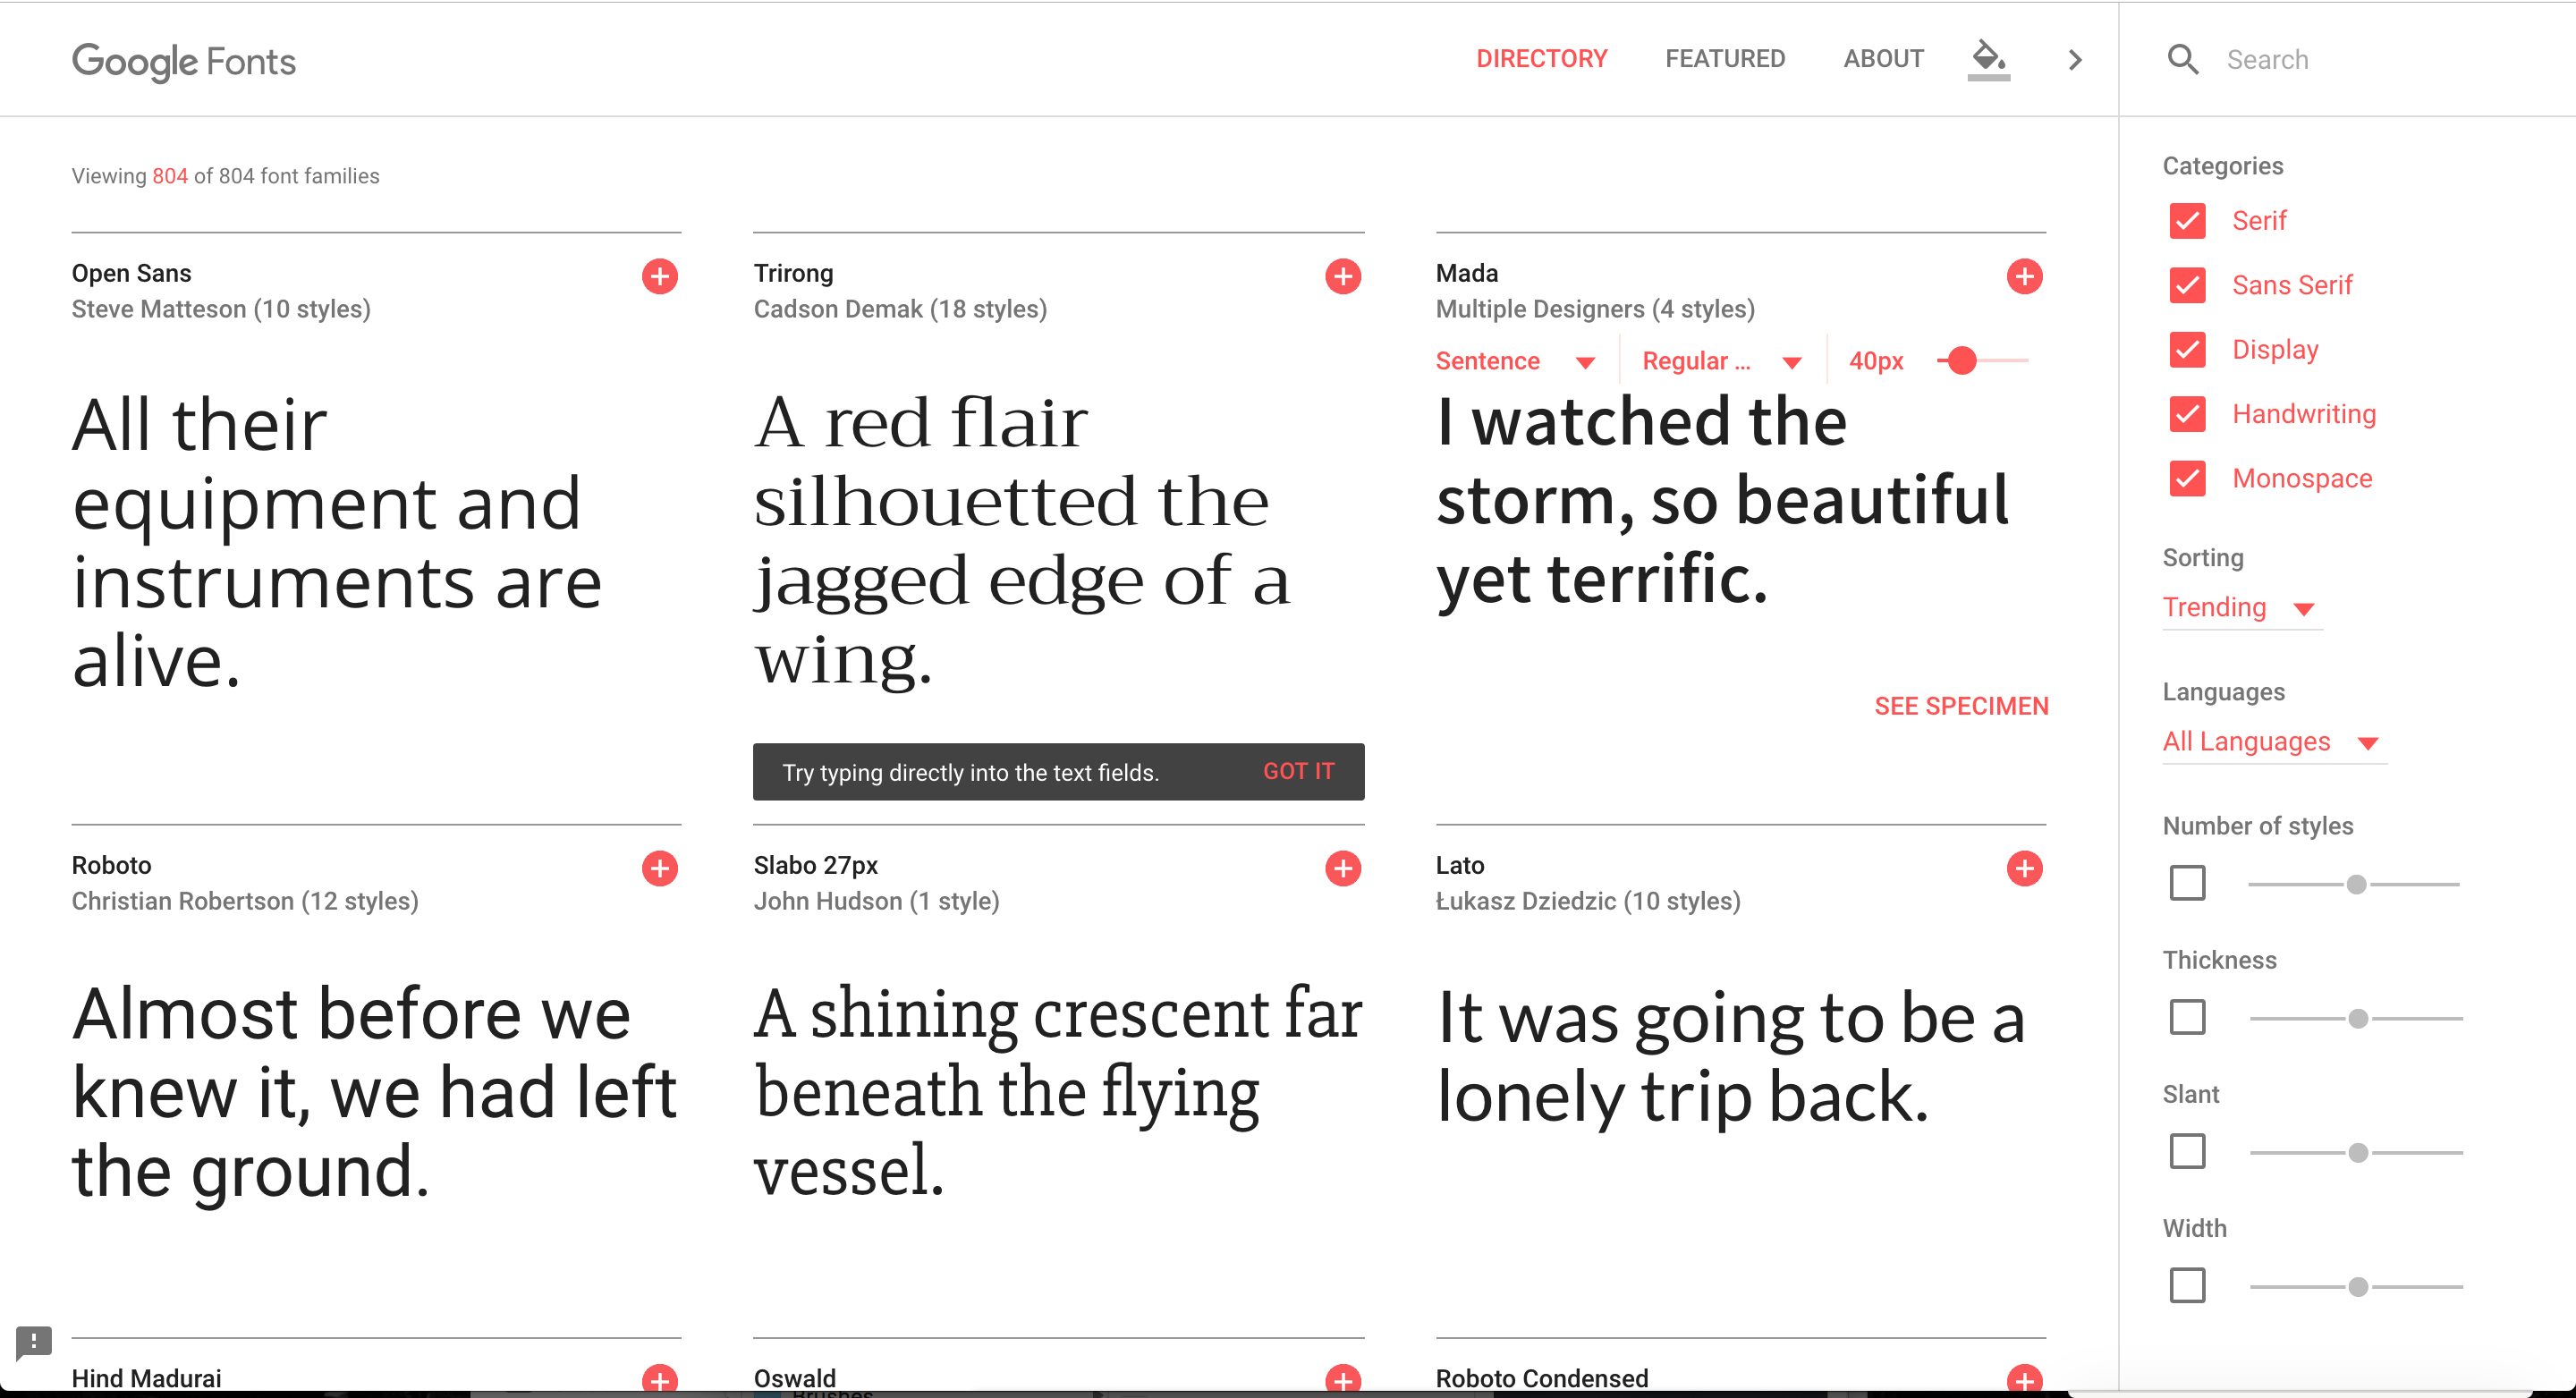 Google Fonts
DIRECTORY
FEATURED
ABOUT
Search
Viewing 804 of 804 font families
Open Sans
Steve Matteson (10 styles)
All their
equipment and
instruments are
alive.
Trirong
Cadson Demak (18 styles)
A red flair
silhouetted the
jagged edge of a
wing.
Try typing directly into the text fields. GOT IT
Mada
Multiple Designers (4 styles)
Sentence
Regular ...
40px
I watched the
storm, so beautiful
yet terrific.
SEE SPECIMEN
Roboto
Christian Robertson (12 styles)
Almost before we
knew it, we had left
the ground.
Slabo 27px
John Hudson (1 style)
A shining crescent far
beneath the flying
vessel.
Lato
Łukasz Dziedzic (10 styles)
It was going to be a
lonely trip back.
Hind Madurai
Oswald
Roboto Condensed
Brushes
Categories
Serif
Sans Serif
Display
Handwriting
Monospace
Sorting
Trending
Languages
All Languages
Number of styles
Thickness
Slant
Width